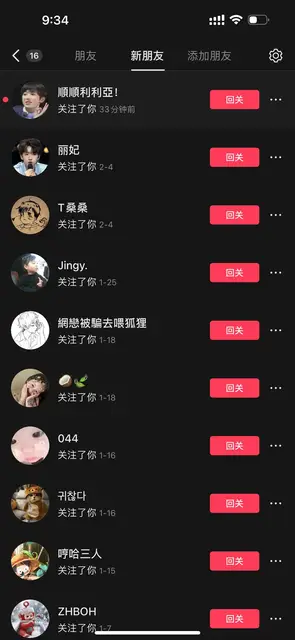 9:34
16 朋友 新朋友 添加朋友
順順利利亞！
关注了你 33分钟前
回关
丽妃
关注了你 2-4
回关
T桑桑
关注了你 2-4
回关
Jingy.
关注了你 1-25
回关
網戀被騙去喂狐狸
关注了你 1-18
回关
🥥🌿
关注了你 1-18
回关
044
关注了你 1-16
回关
귀찮다
关注了你 1-16
回关
哼哈三人
关注了你 1-15
回关
ZHBOH
关注了你 1-7
回关